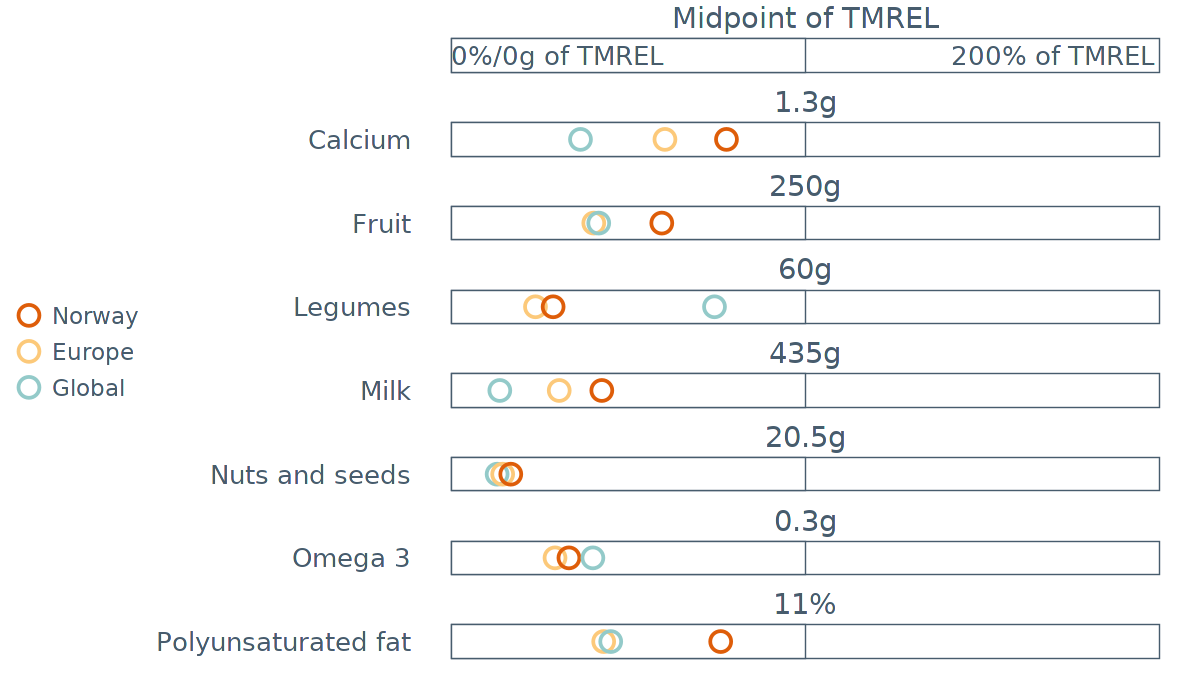 Midpoint of TMREL
0%/0g of TMREL 200% of TMREL
1.3g
Calcium
250g
Fruit
60g
Legumes
435g
Milk
20.5g
Nuts and seeds
0.3g
Omega 3
11%
Polyunsaturated fat
Norway
Europe
Global